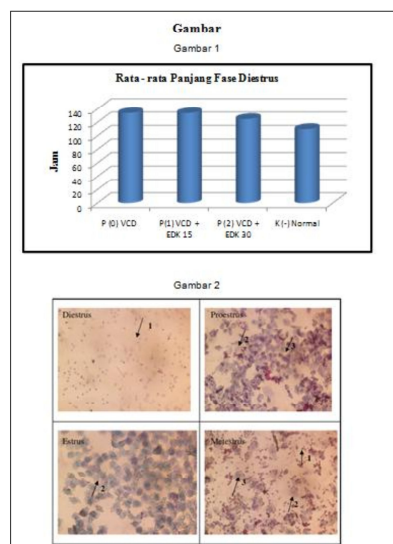 Gambar
Gambar 1
Rata - rata Panjang Fase Diestrus
Jam
140
120
100
80
60
40
20
0
P (0) VCD
P(1) VCD +
EDK 15
P (2) VCD +
EDK 30
K (-) Normal
Gambar 2
Diestrus
1
Proestrus
2
3
Estrus
2
Metestrus
1
3
2